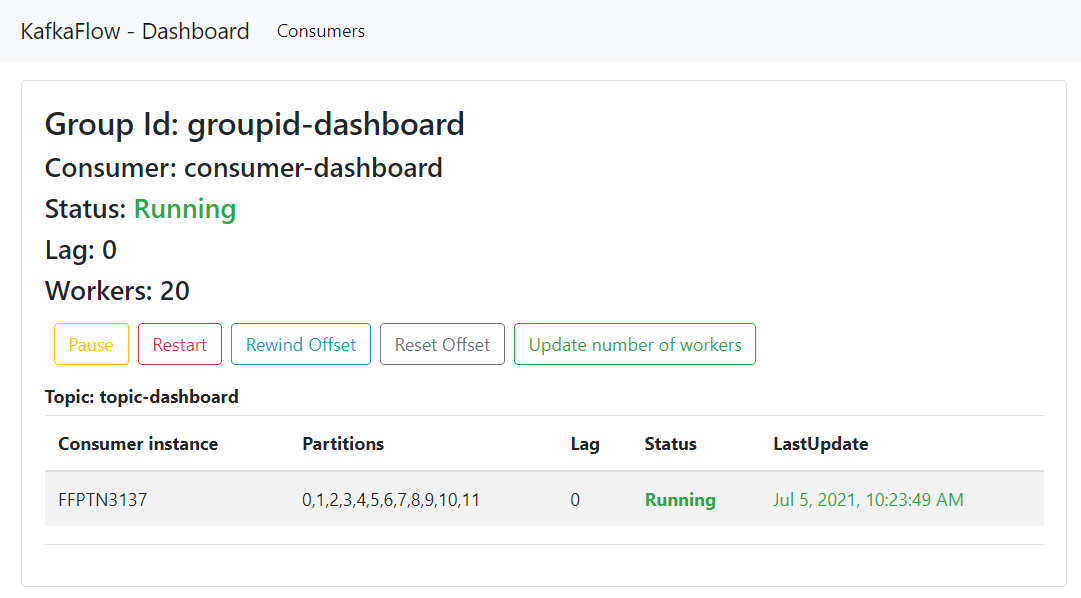 KafkaFlow - Dashboard Consumers
Group Id: groupid-dashboard
Consumer: consumer-dashboard
Status: Running
Lag: 0
Workers: 20
Pause Restart Rewind Offset Reset Offset Update number of workers
Topic: topic-dashboard
Consumer instance Partitions Lag Status LastUpdate
FFPTN3137 0,1,2,3,4,5,6,7,8,9,10,11 0 Running Jul 5, 2021, 10:23:49 AM